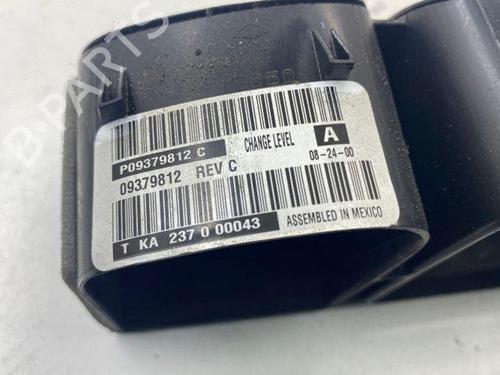 B-PARTS
P09379812 C
CHANGE LEVEL A
09379812 REV C
08-24-00
T KA 237 0 00043
ASSEMBLED IN MEXICO